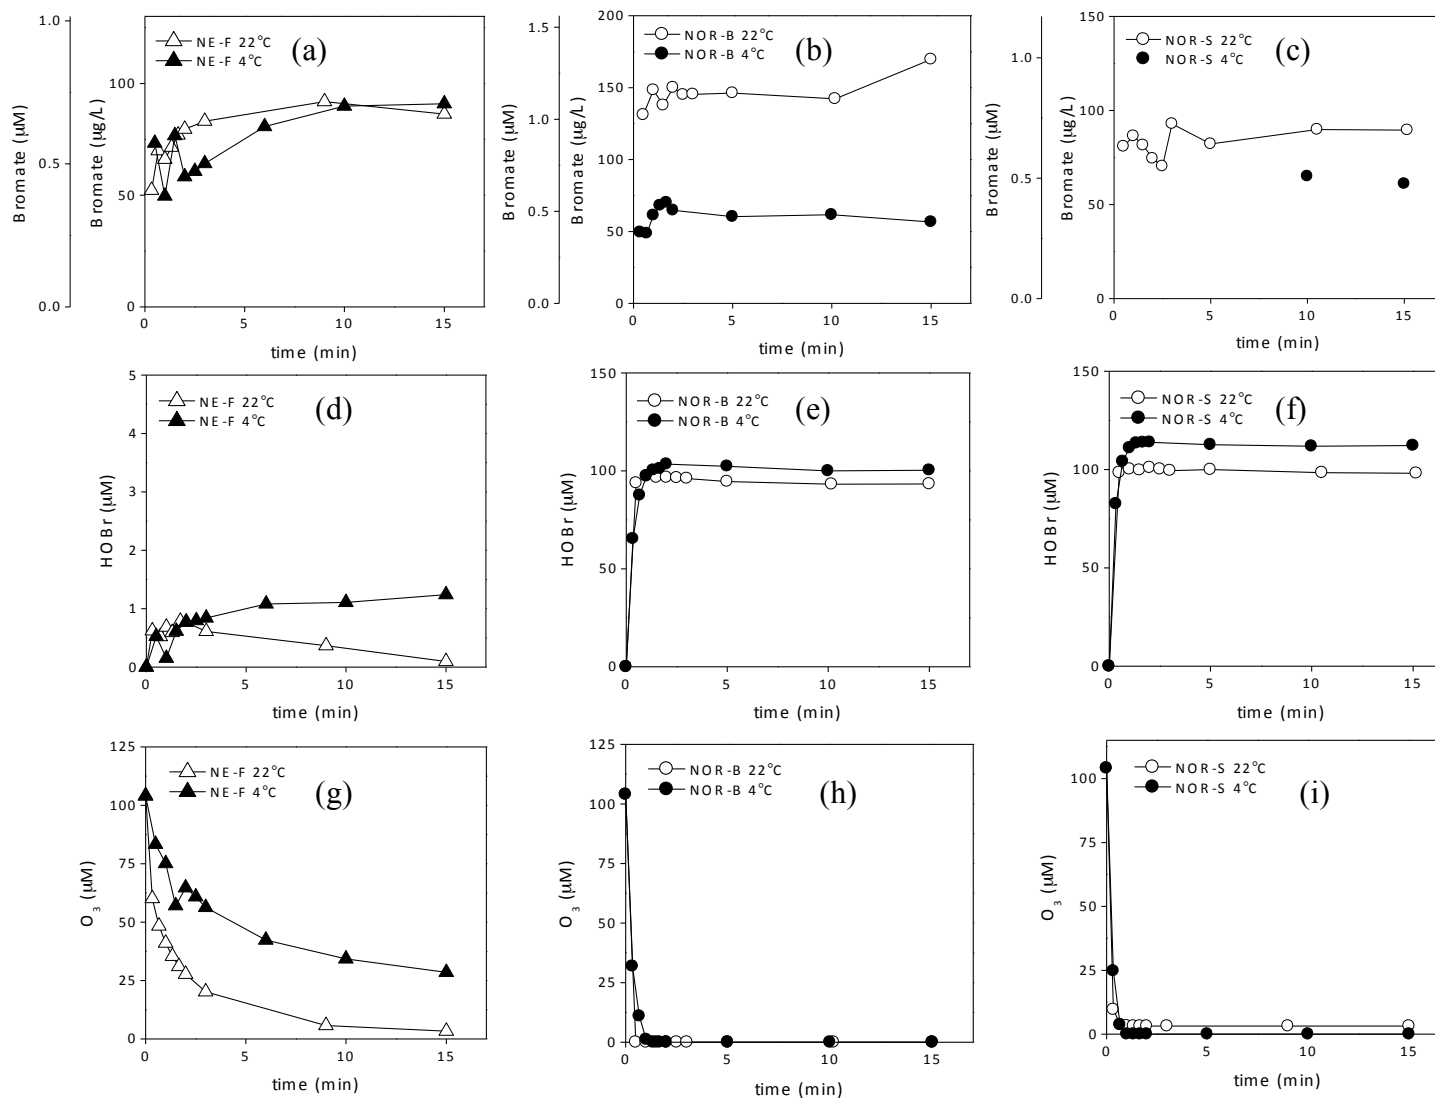 Bromate (µM)
1.0
0.5
0.0
Bromate (µg/L)
100
50
0
NE-F 22°C
NE-F 4°C
(a)
0 5 10 15
time (min)
Bromate (µM)
1.5
1.0
0.5
0.0
Bromate (µg/L)
200
150
100
50
0
NOR-B 22°C
NOR-B 4°C
(b)
0 5 10 15
time (min)
Bromate (µM)
1.0
0.5
0.0
Bromate (µg/L)
150
100
50
0
NOR-S 22°C
NOR-S 4°C
(c)
0 5 10 15
time (min)
HOBr (µM)
5
4
3
2
1
0
NE-F 22°C
NE-F 4°C
(d)
0 5 10 15
time (min)
HOBr (µM)
150
100
50
0
NOR-B 22°C
NOR-B 4°C
(e)
0 5 10 15
time (min)
HOBr (µM)
150
100
50
0
NOR-S 22°C
NOR-S 4°C
(f)
0 5 10 15
time (min)
O₃ (µM)
125
100
75
50
25
0
NE-F 22°C
NE-F 4°C
(g)
0 5 10 15
time (min)
O₃ (µM)
125
100
75
50
25
0
NOR-B 22°C
NOR-B 4°C
(h)
0 5 10 15
time (min)
O₃ (µM)
100
75
50
25
0
NOR-S 22°C
NOR-S 4°C
(i)
0 5 10 15
time (min)